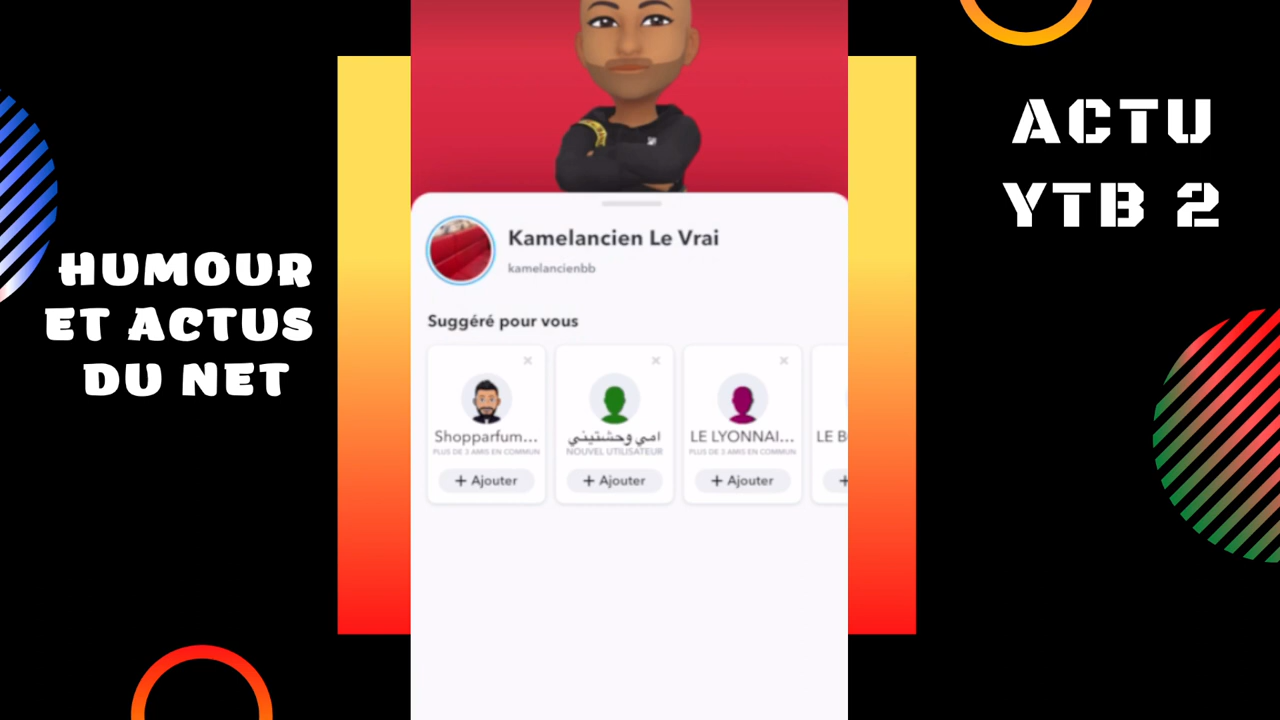 HUMOUR
ET ACTUS
DU NET
ACTU
YTB 2
Kamelancien Le Vrai
kamelancienbb
Suggéré pour vous
Shopparfum...
PLUS DE 3 AMIS EN COMMUN
+ Ajouter
امي وحشتيني
NOUVEL UTILISATEUR
+ Ajouter
LE LYONNAI...
PLUS DE 3 AMIS EN COMMUN
+ Ajouter
LE B
+